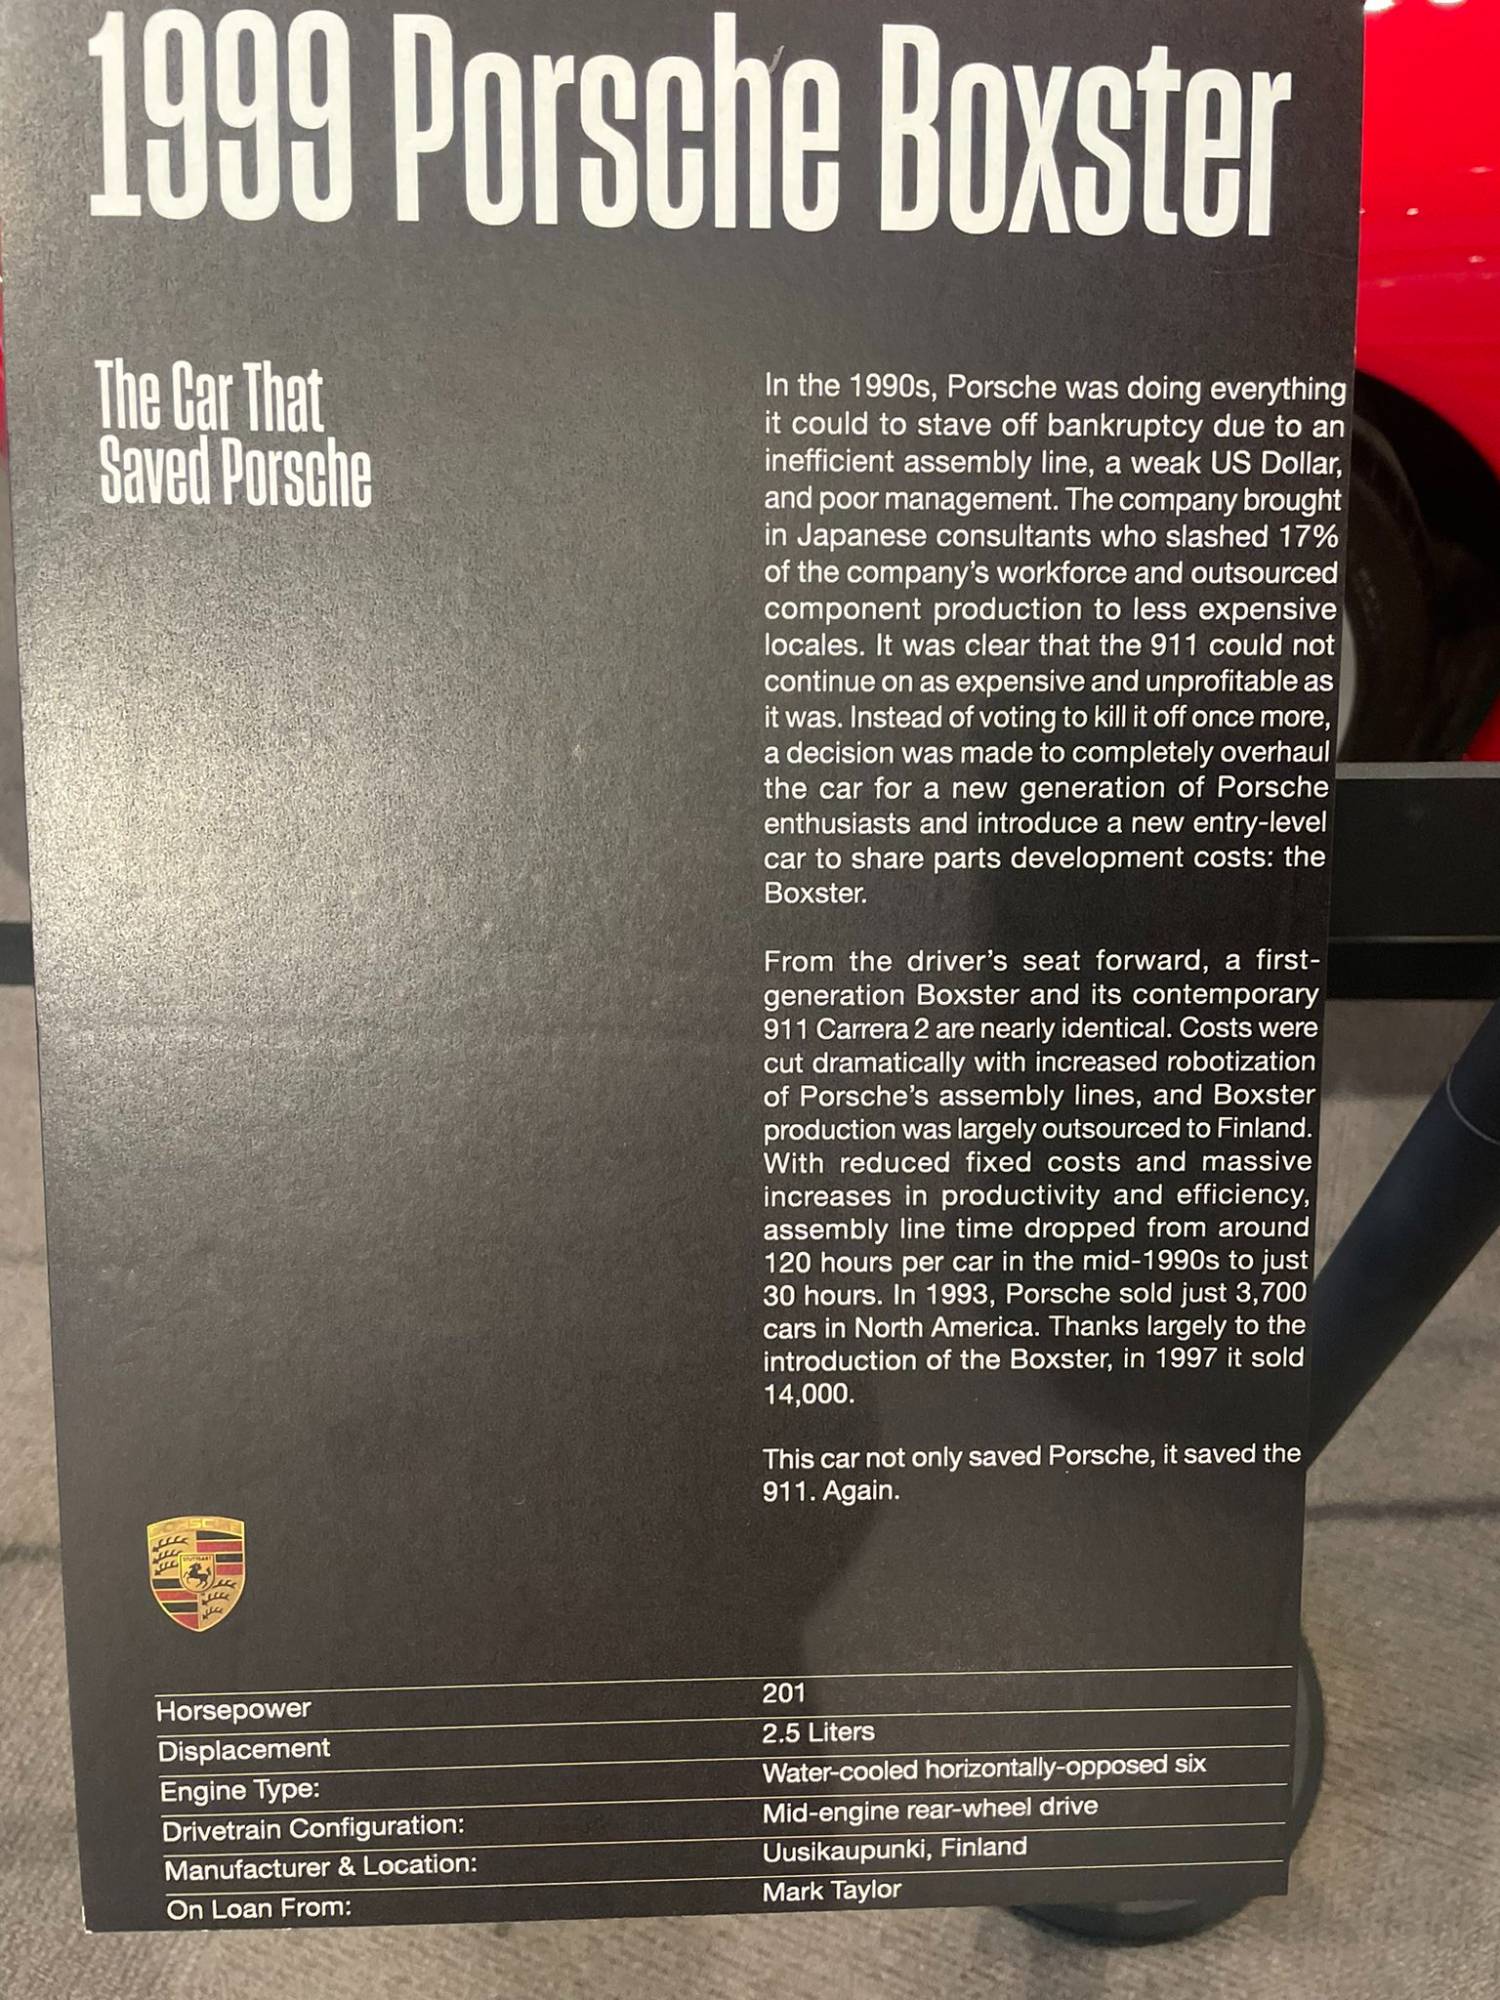 1999 Porsche Boxster
The Car That
Saved Porsche
In the 1990s, Porsche was doing everything
it could to stave off bankruptcy due to an
inefficient assembly line, a weak US Dollar,
and poor management. The company brought
in Japanese consultants who slashed 17%
of the company's workforce and outsourced
component production to less expensive
locales. It was clear that the 911 could not
continue on as expensive and unprofitable as
it was. Instead of voting to kill it off once more,
a decision was made to completely overhaul
the car for a new generation of Porsche
enthusiasts and introduce a new entry-level
car to share parts development costs: the
Boxster.
From the driver's seat forward, a first-
generation Boxster and its contemporary
911 Carrera 2 are nearly identical. Costs were
cut dramatically with increased robotization
of Porsche's assembly lines, and Boxster
production was largely outsourced to Finland.
With reduced fixed costs and massive
increases in productivity and efficiency,
assembly line time dropped from around
120 hours per car in the mid-1990s to just
30 hours. In 1993, Porsche sold just 3,700
cars in North America. Thanks largely to the
introduction of the Boxster, in 1997 it sold
14,000.
This car not only saved Porsche, it saved the
911. Again.
PORSCHE
STUTTGART
Horsepower 201
Displacement 2.5 Liters
Engine Type: Water-cooled horizontally-opposed six
Drivetrain Configuration: Mid-engine rear-wheel drive
Manufacturer & Location: Uusikaupunki, Finland
On Loan From: Mark Taylor